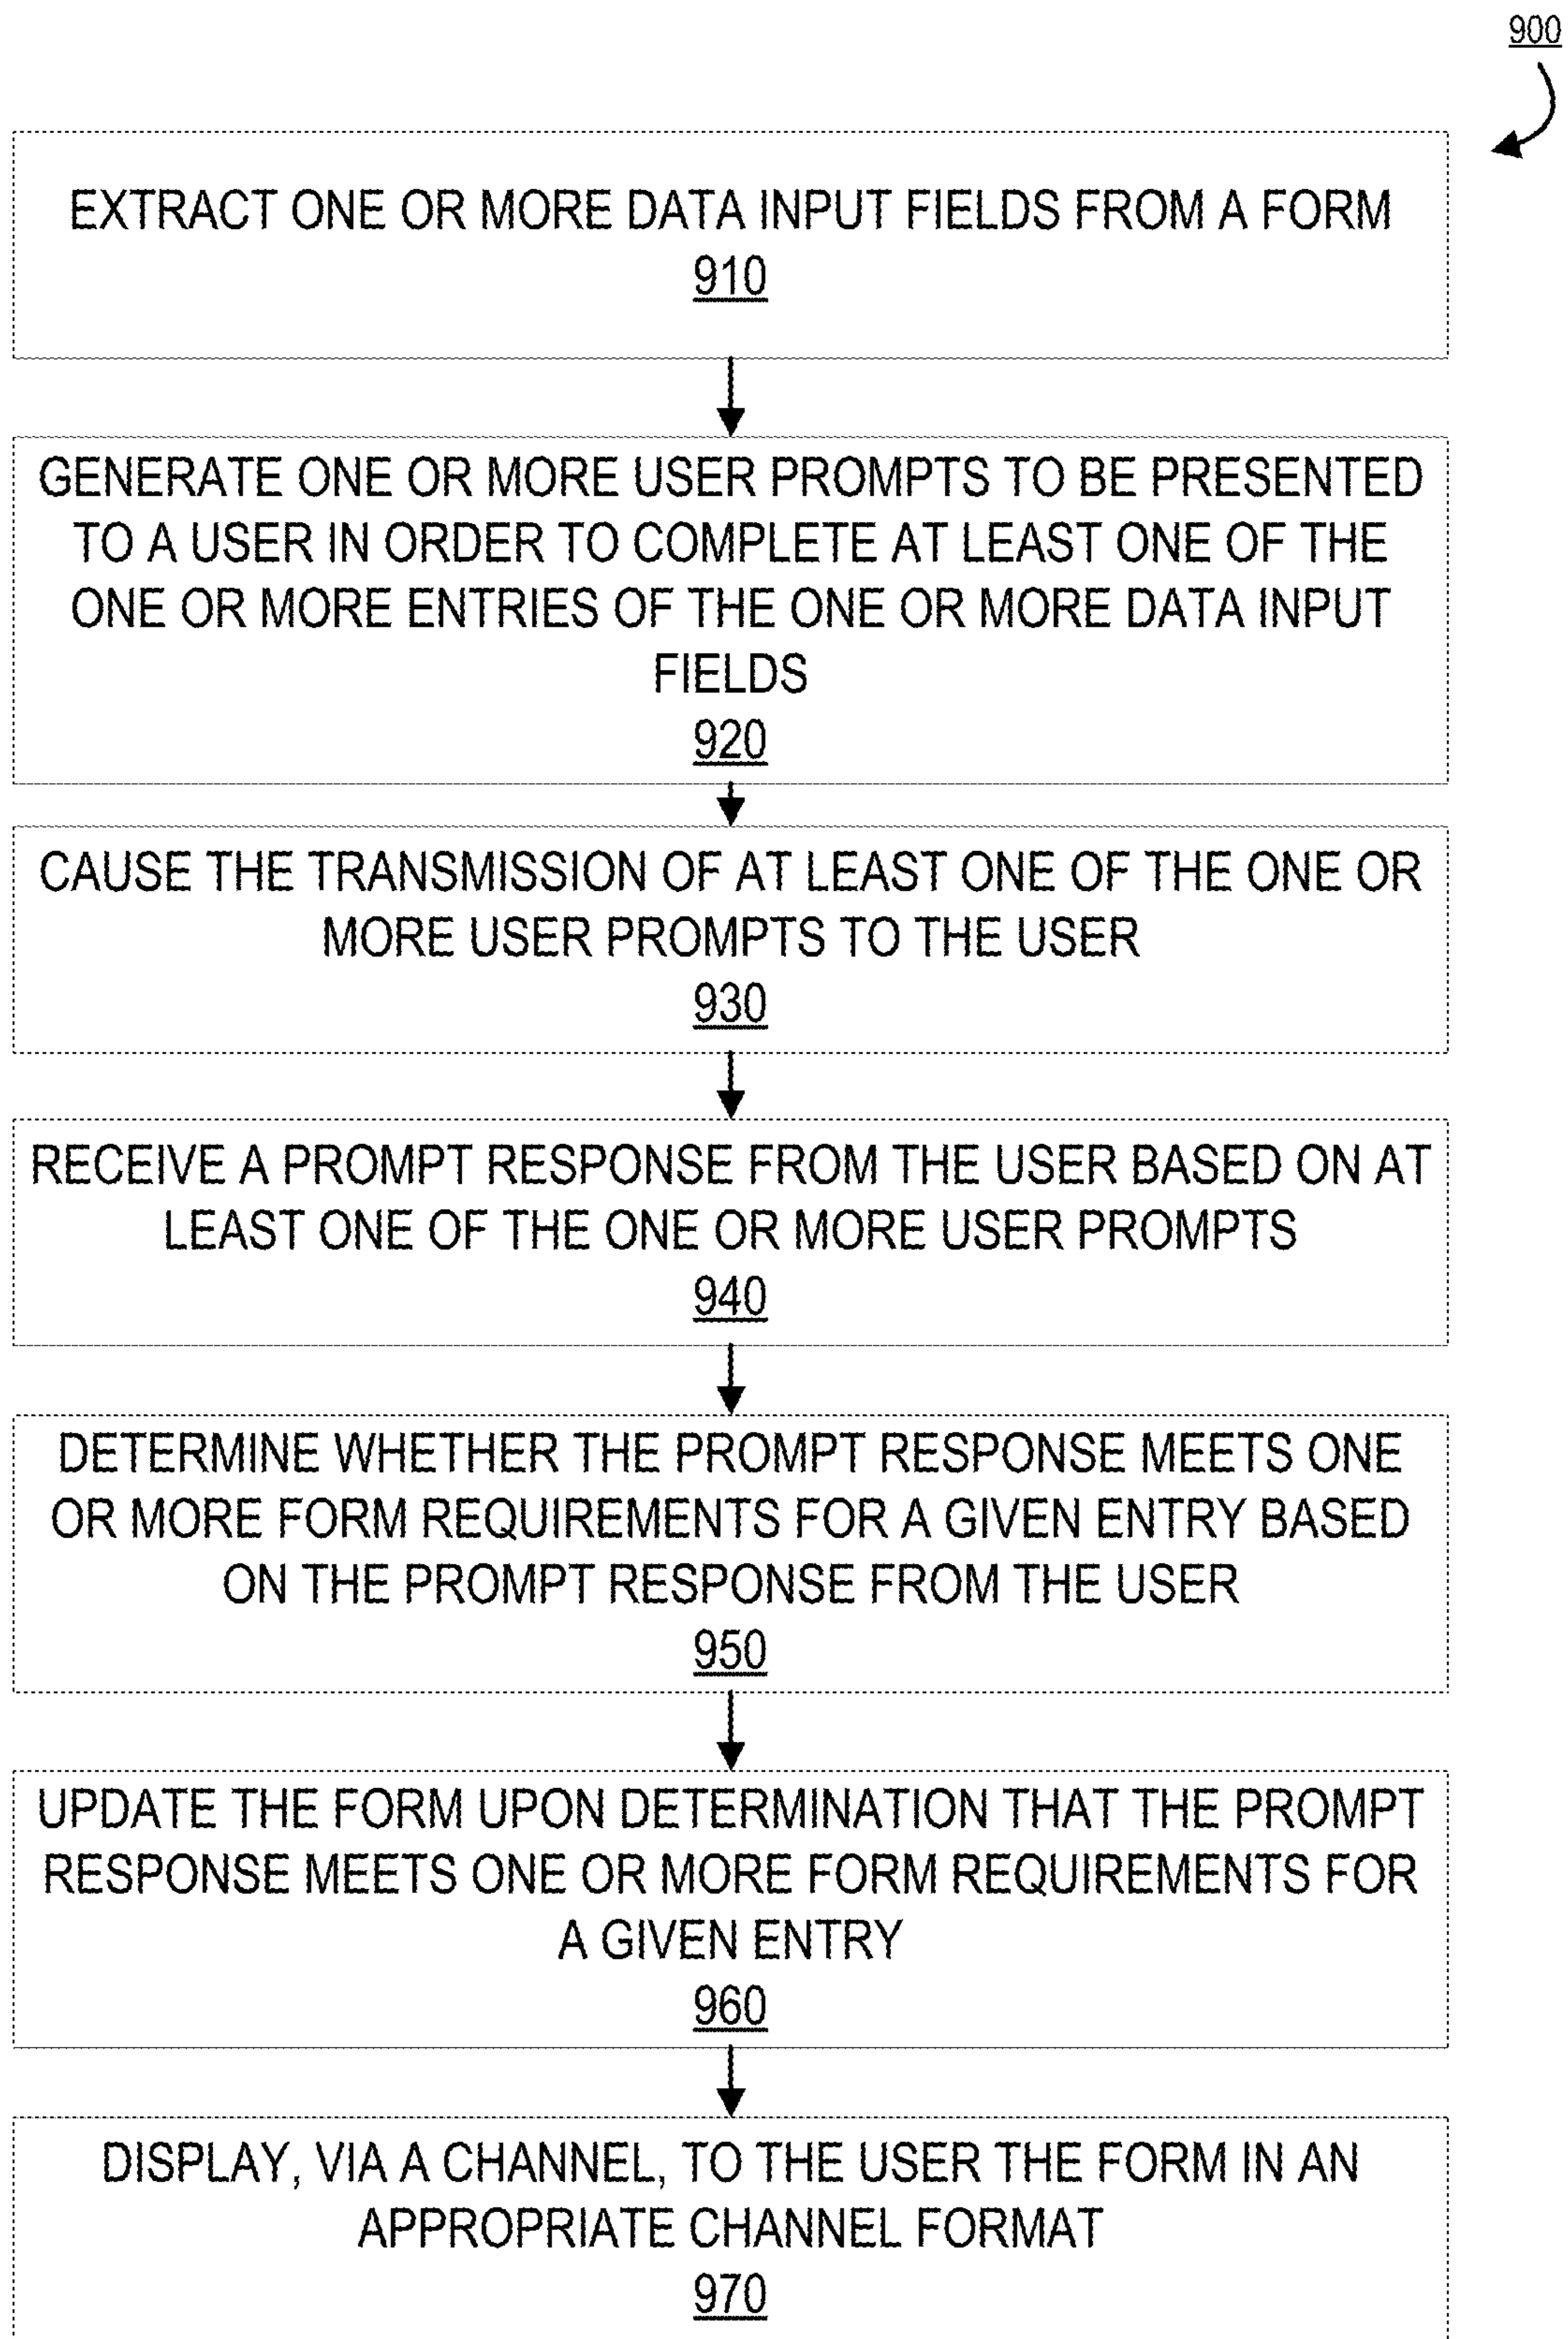 900
EXTRACT ONE OR MORE DATA INPUT FIELDS FROM A FORM
910
GENERATE ONE OR MORE USER PROMPTS TO BE PRESENTED
TO A USER IN ORDER TO COMPLETE AT LEAST ONE OF THE
ONE OR MORE ENTRIES OF THE ONE OR MORE DATA INPUT
FIELDS
920
CAUSE THE TRANSMISSION OF AT LEAST ONE OF THE ONE OR
MORE USER PROMPTS TO THE USER
930
RECEIVE A PROMPT RESPONSE FROM THE USER BASED ON AT
LEAST ONE OF THE ONE OR MORE USER PROMPTS
940
DETERMINE WHETHER THE PROMPT RESPONSE MEETS ONE
OR MORE FORM REQUIREMENTS FOR A GIVEN ENTRY BASED
ON THE PROMPT RESPONSE FROM THE USER
950
UPDATE THE FORM UPON DETERMINATION THAT THE PROMPT
RESPONSE MEETS ONE OR MORE FORM REQUIREMENTS FOR
A GIVEN ENTRY
960
DISPLAY, VIA A CHANNEL, TO THE USER THE FORM IN AN
APPROPRIATE CHANNEL FORMAT
970